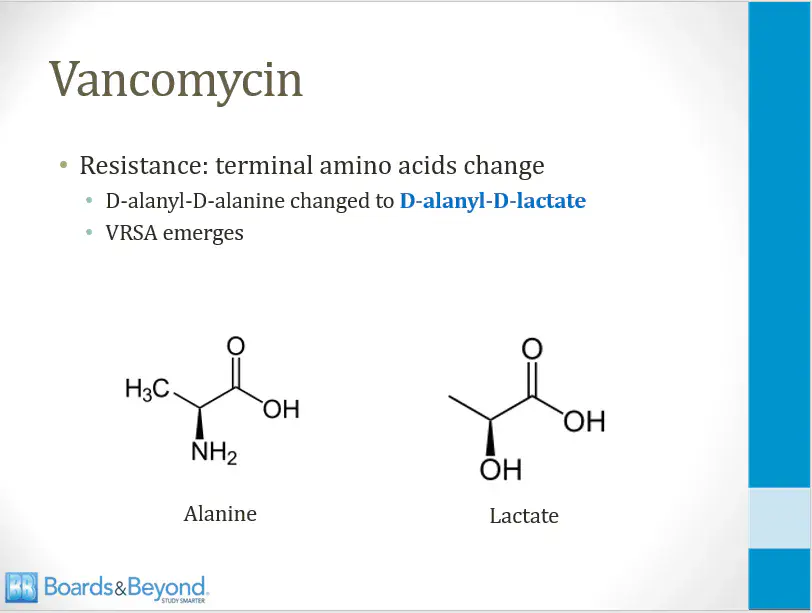 Vancomycin
• Resistance: terminal amino acids change
• D-alanyl-D-alanine changed to D-alanyl-D-lactate
• VRSA emerges
O
H3C
OH
NH2
Alanine
O
OH
OH
Lactate
BB Boards&Beyond.
STUDY SMARTER